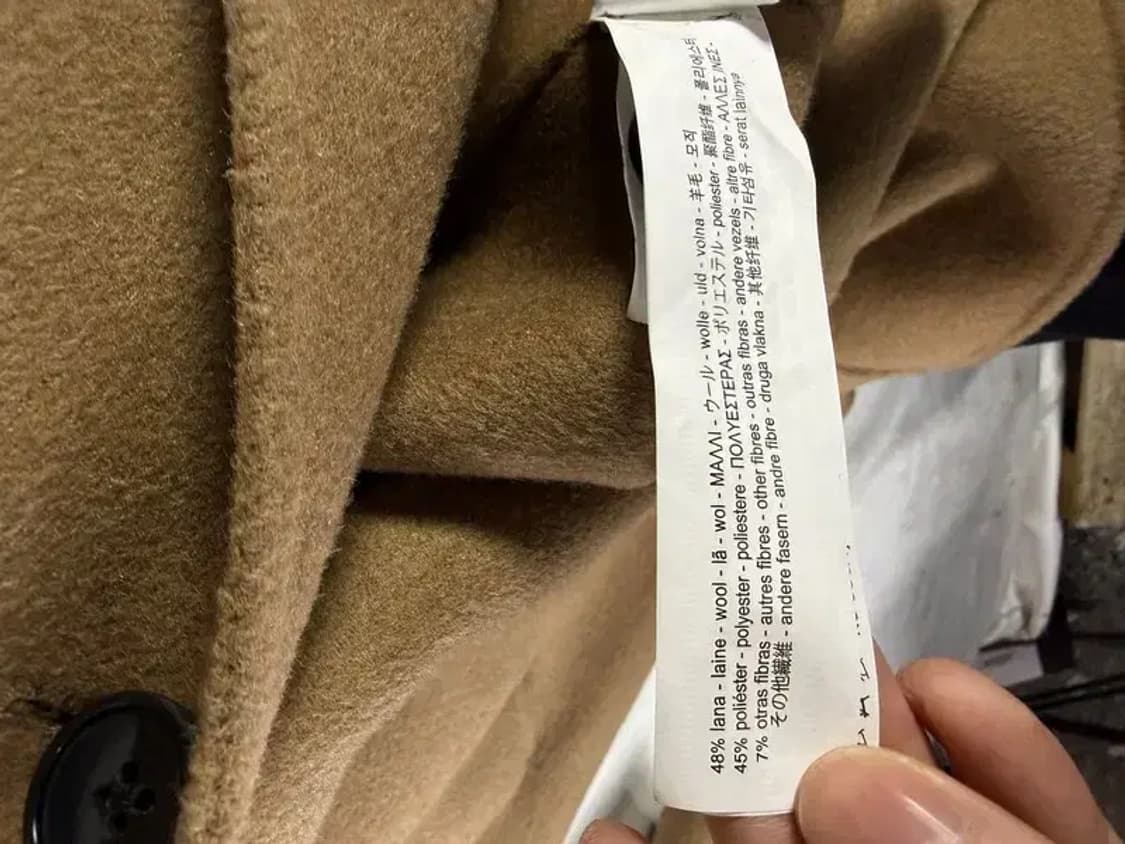 48% lana - laine - wool - lã - wol - ΜΑΛΛΙ - ウール - wolle - uld - volna - 羊毛 - 모직
45% poliéster - polyester - poliestere - ΠΟΛΥΕΣΤΕΡΑΣ - ポリエステル - poliester - 聚酯纤维 - 폴리에스터
7% otras fibras - autres fibres - other fibres - outras fibras - andere vezels - altre fibre - ΑΛΛΕΣ ΙΝΕΣ -
その他繊維 - andere fasern - andre fibre - druga vlakna - 其他纤维 - 기타섬유 - serat lainnya